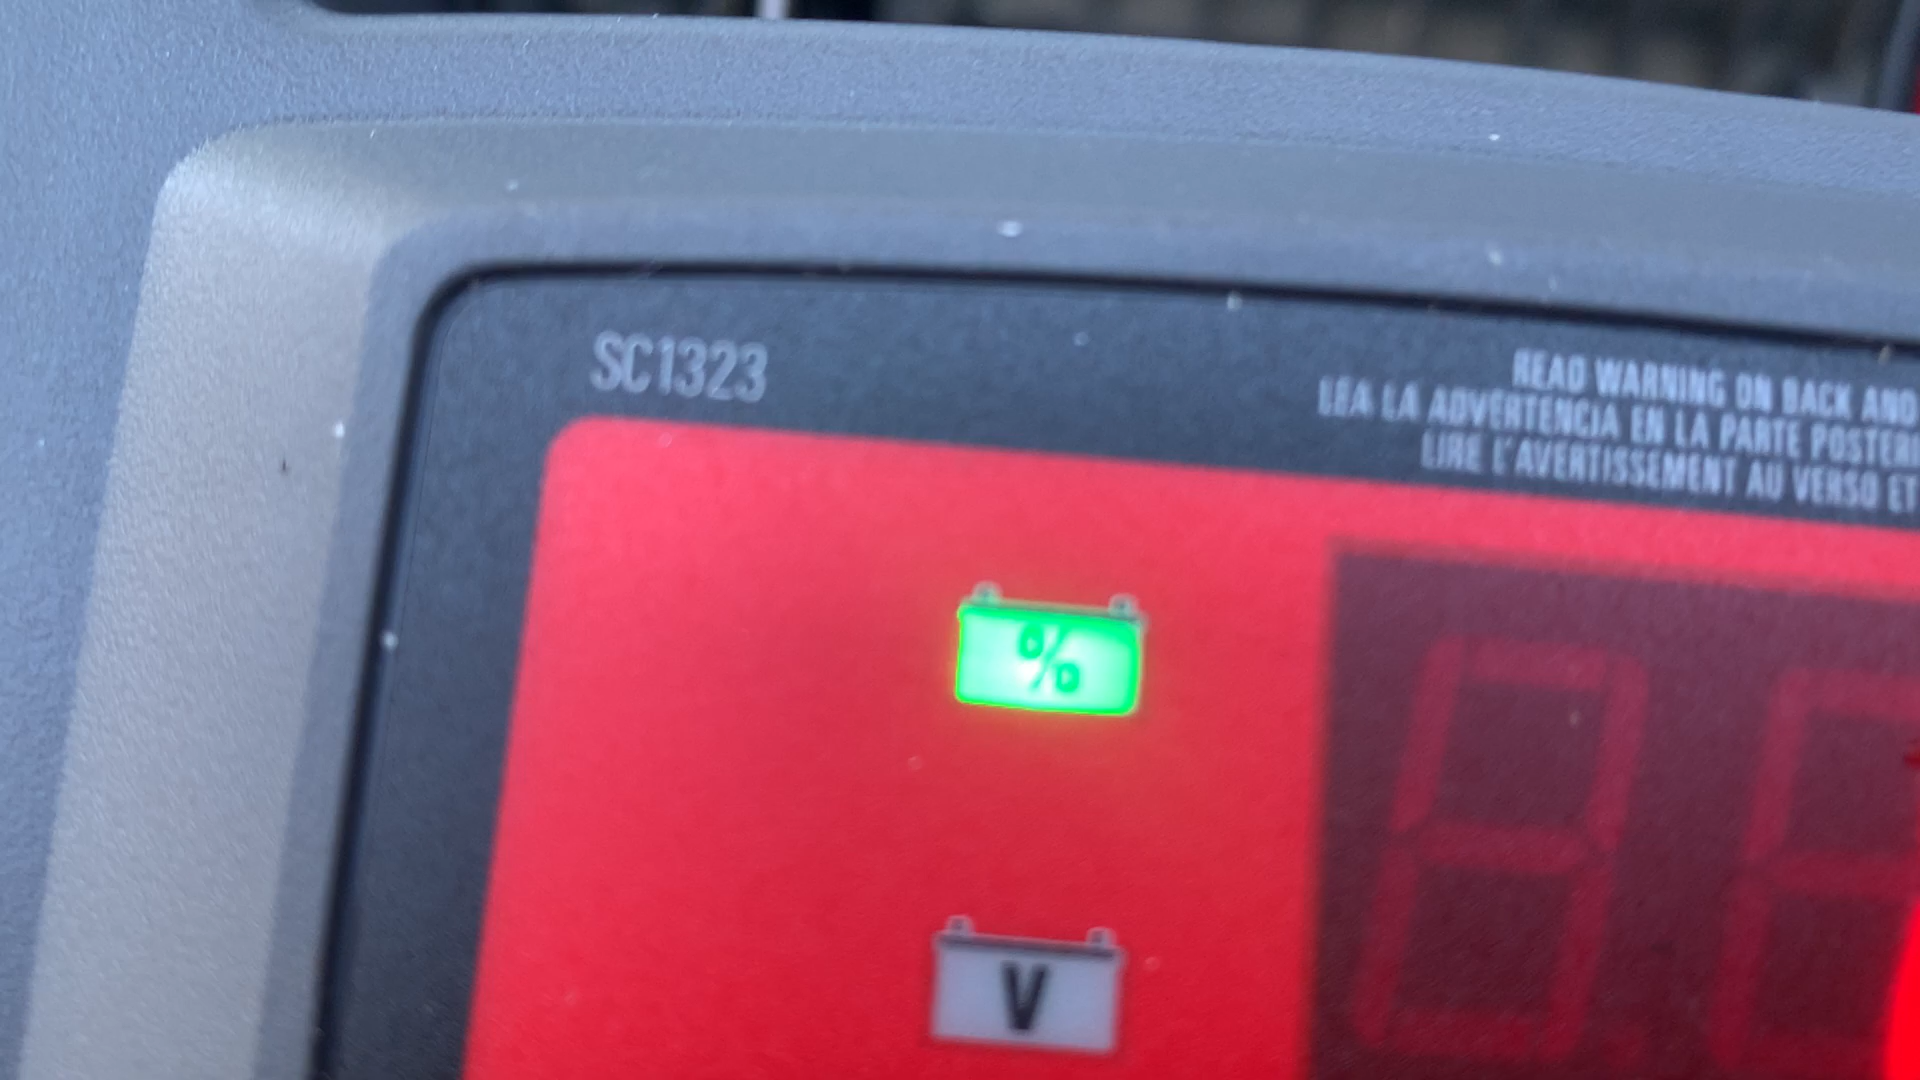 SC1323
READ WARNING ON BACK AND
LEA LA ADVERTENCIA EN LA PARTE POSTERI
LIRE L'AVERTISSEMENT AU VERSO ET
%
V